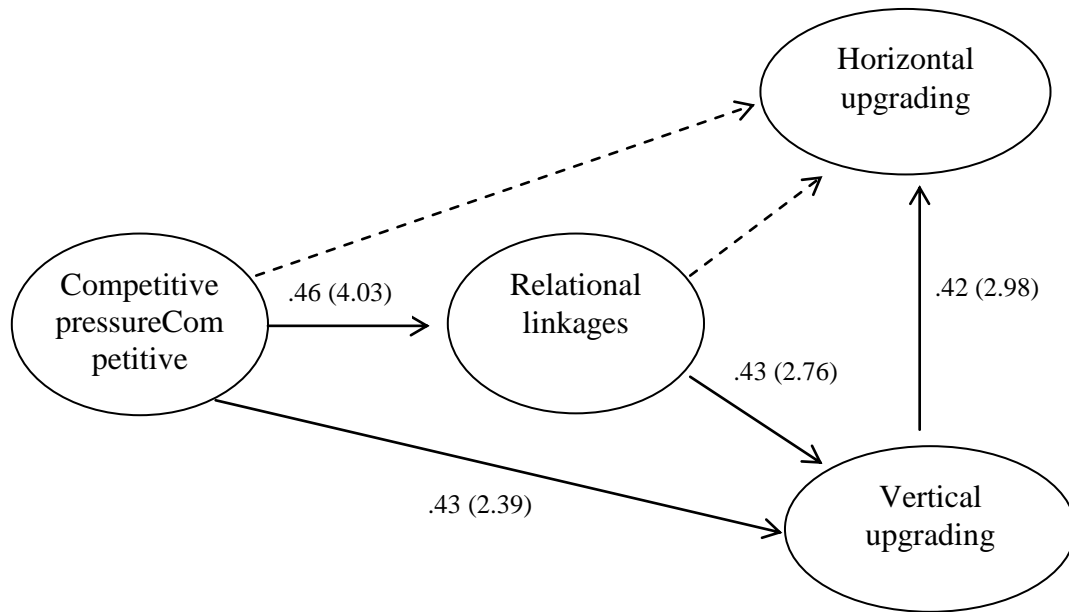 Horizontal
upgrading
Competitive
pressureCom
petitive
.46 (4.03)
Relational
linkages
.42 (2.98)
.43 (2.76)
.43 (2.39)
Vertical
upgrading